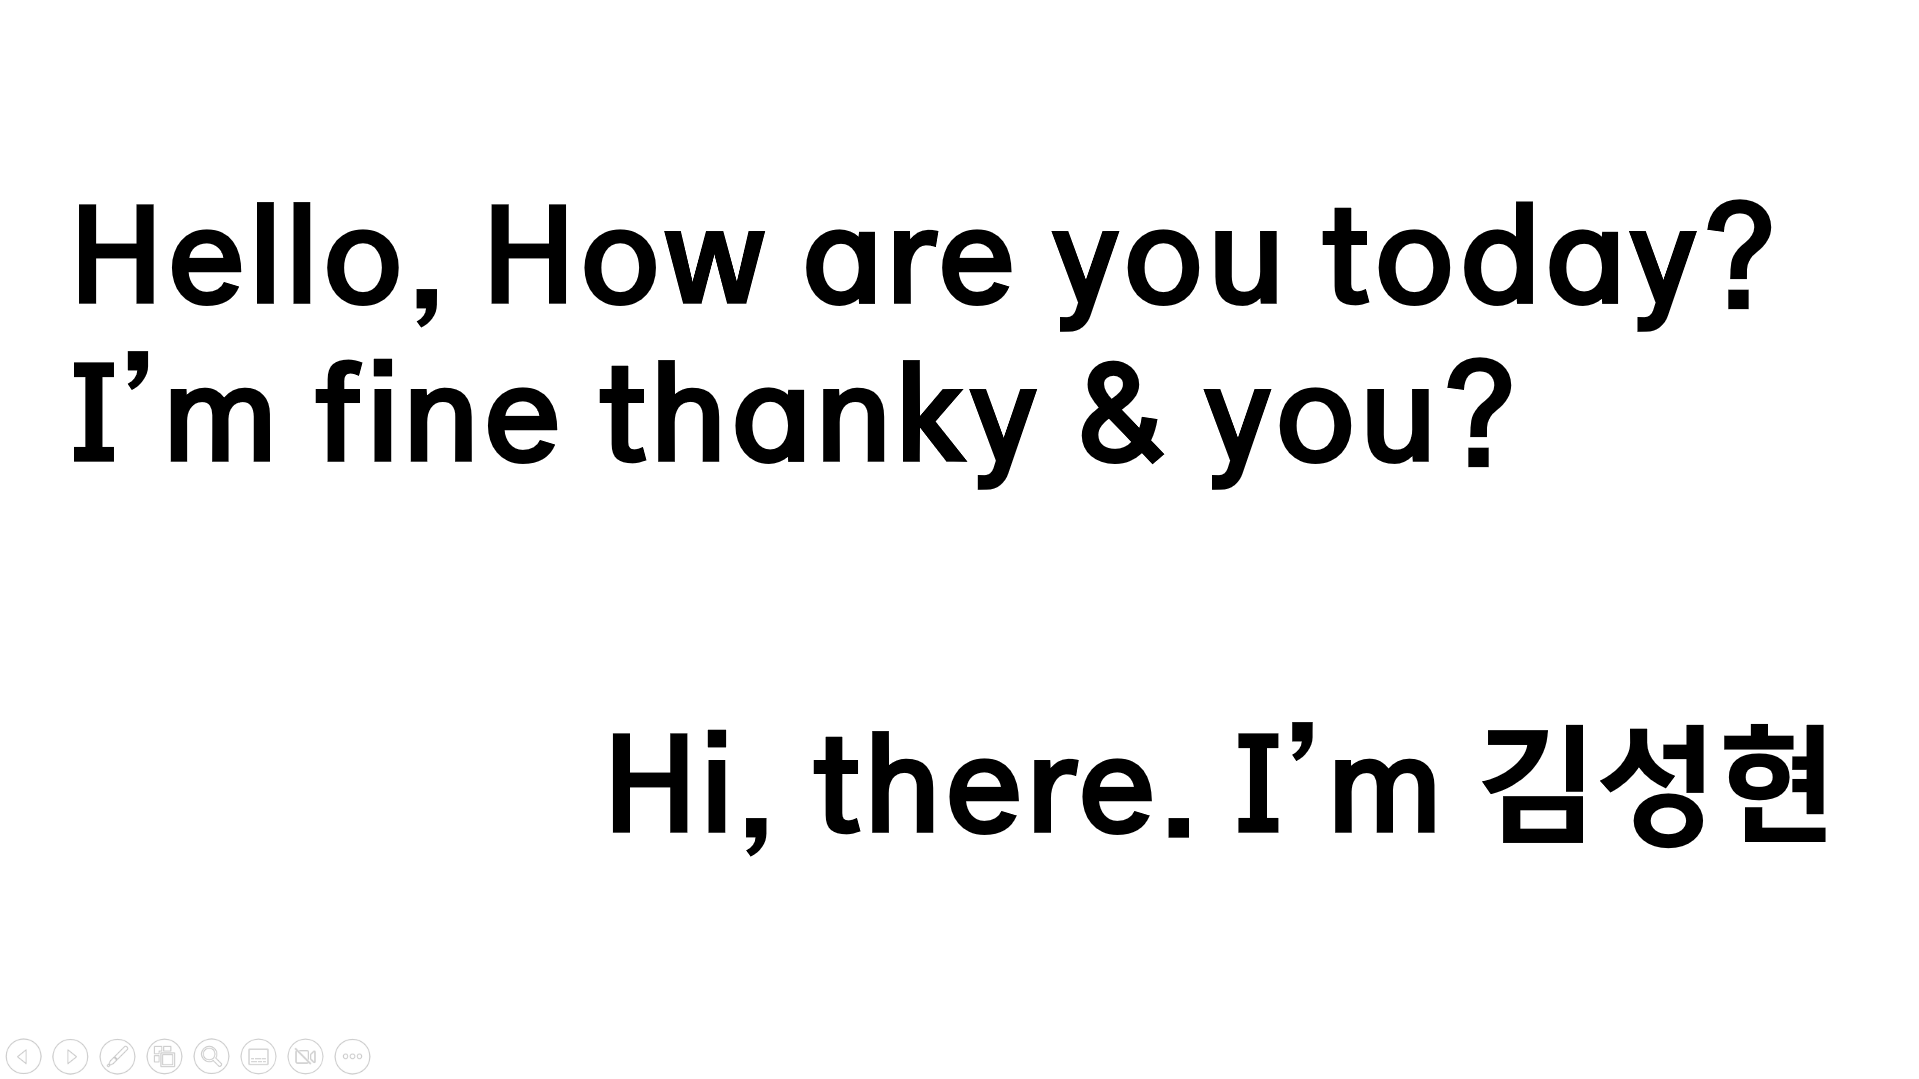 Hello, How are you today?
I’m fine thanky & you?
Hi, there. I’m 김성현